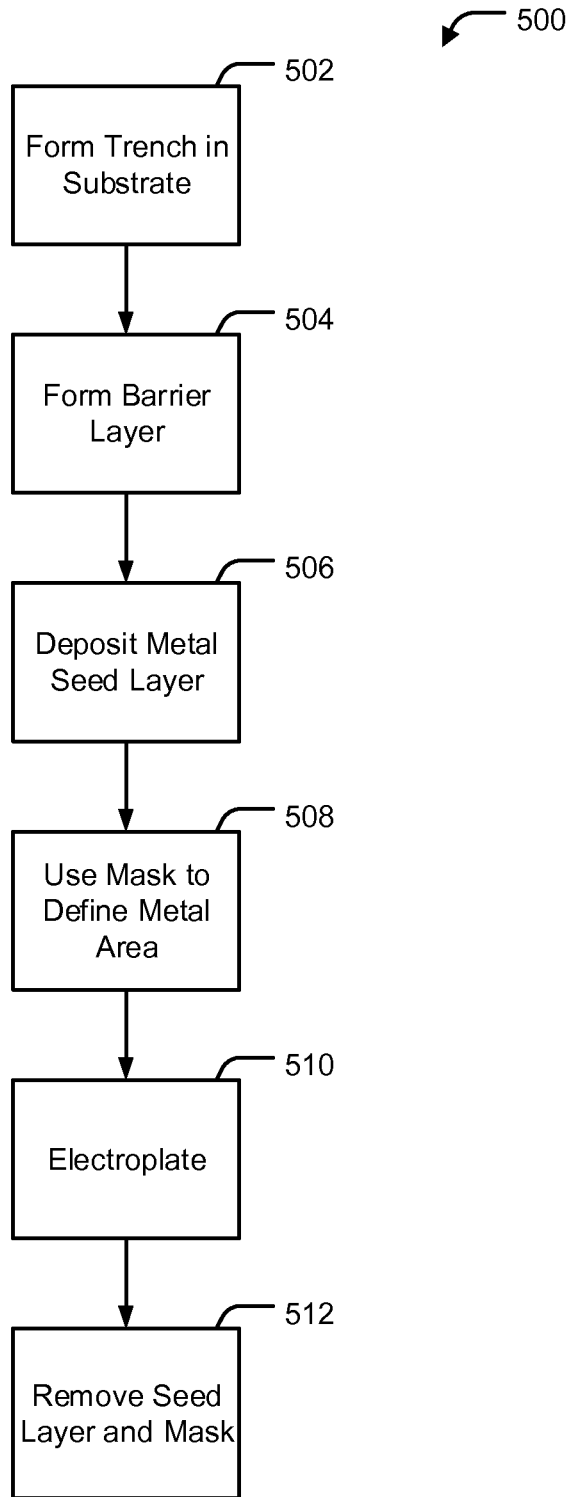 500
502
Form Trench in
Substrate
504
Form Barrier
Layer
506
Deposit Metal
Seed Layer
508
Use Mask to
Define Metal
Area
510
Electroplate
512
Remove Seed
Layer and Mask